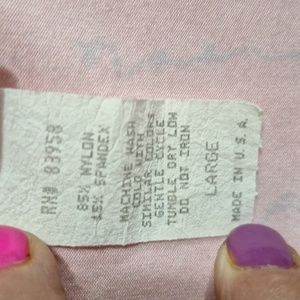 RN# 83958
85% NYLON
15% SPANDEX
MACHINE WASH
COLD WITH
SIMILAR COLORS
GENTLE CYCLE
TUMBLE DRY LOW
DO NOT IRON
LARGE
MADE IN U.S.A.